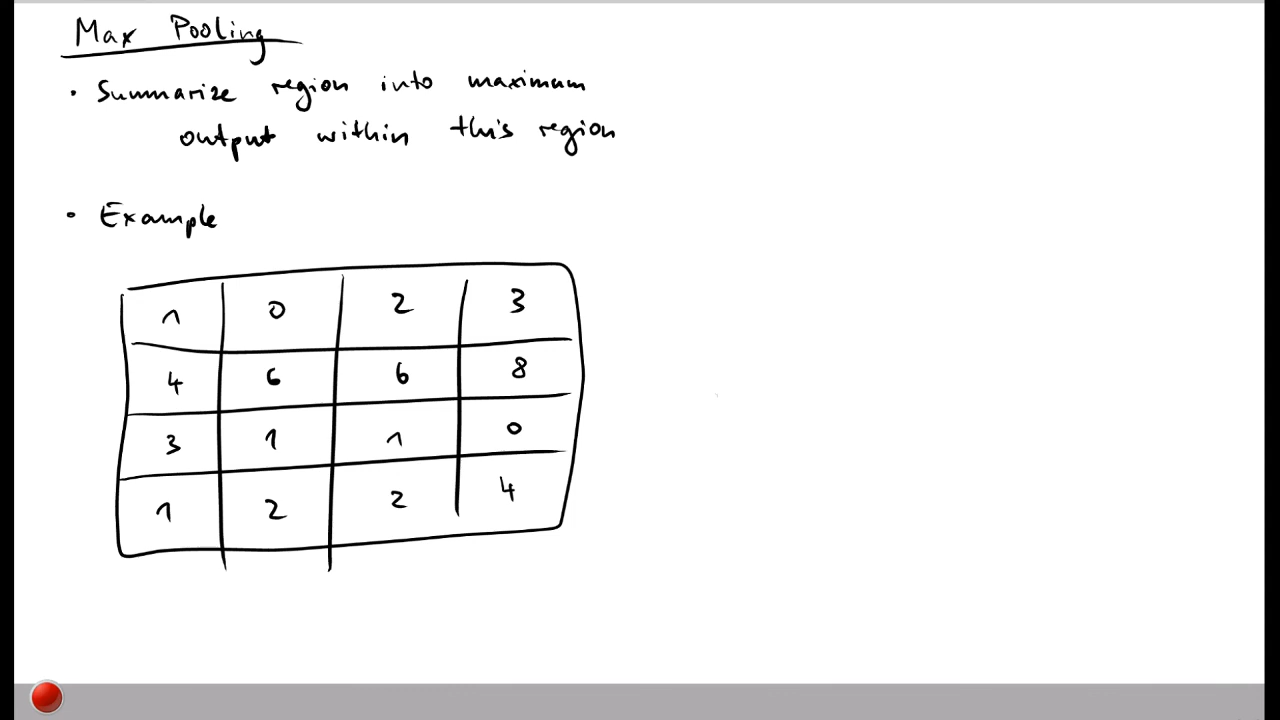 Max Pooling
• Summarize region into maximum
output within this region
• Example
1 0 2 3
4 6 6 8
3 1 1 0
1 2 2 4